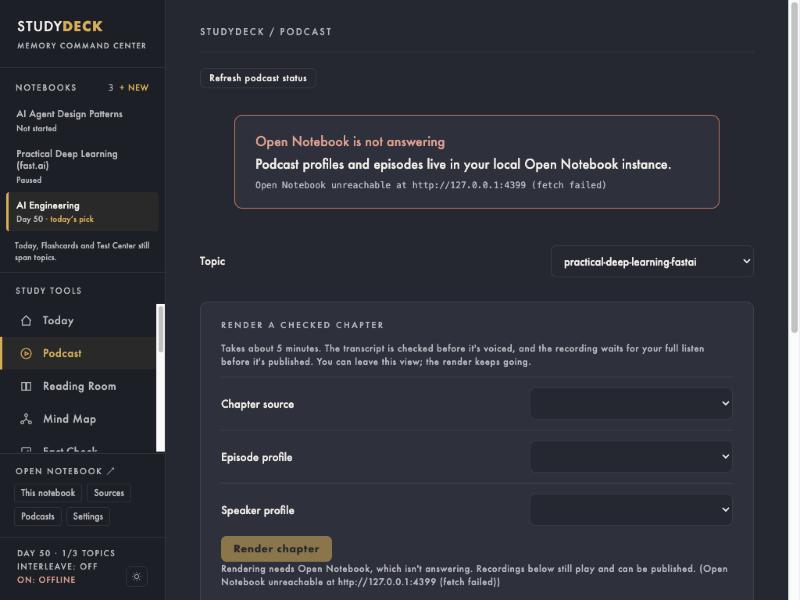 STUDYDECK
MEMORY COMMAND CENTER
NOTEBOOKS 3 + NEW
AI Agent Design Patterns
Not started
Practical Deep Learning
(fast.ai)
Paused
AI Engineering
Day 50 · today's pick
Today, Flashcards and Test Center still
span topics.
STUDY TOOLS
Today
Podcast
Reading Room
Mind Map
OPEN NOTEBOOK ↗
This notebook
Sources
Podcasts
Settings
DAY 50 · 1/3 TOPICS
INTERLEAVE: OFF
ON: OFFLINE
STUDYDECK / PODCAST
Refresh podcast status
Open Notebook is not answering
Podcast profiles and episodes live in your local Open Notebook instance.
Open Notebook unreachable at http://127.0.0.1:4399 (fetch failed)
Topic
practical-deep-learning-fastai
RENDER A CHECKED CHAPTER
Takes about 5 minutes. The transcript is checked before it's voiced, and the recording waits for your full listen
before it's published. You can leave this view; the render keeps going.
Chapter source
Episode profile
Speaker profile
Render chapter
Rendering needs Open Notebook, which isn't answering. Recordings below still play and can be published. (Open
Notebook unreachable at http://127.0.0.1:4399 (fetch failed))